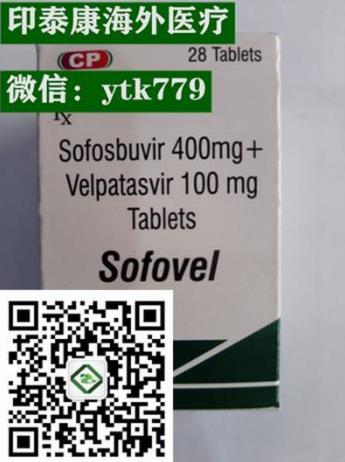 印泰康海外医疗
微信：ytk779
CP
28 Tablets
Rx
Sofosbuvir 400mg+
Velpatasvir 100 mg
Tablets
Sofovel